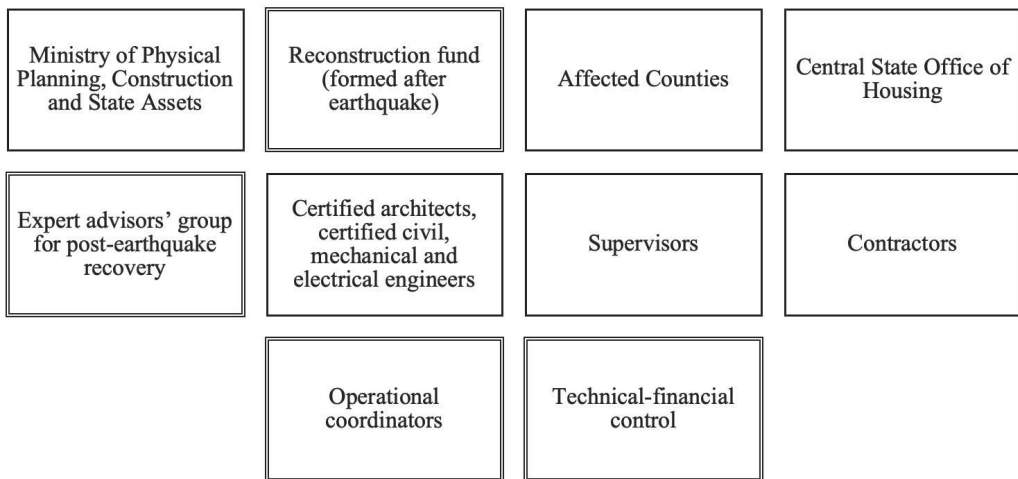 Ministry of Physical
Planning, Construction
and State Assets
Reconstruction fund
(formed after
earthquake)
Affected Counties
Central State Office of
Housing
Expert advisors’ group
for post-earthquake
recovery
Certified architects,
certified civil,
mechanical and
electrical engineers
Supervisors
Contractors
Operational
coordinators
Technical-financial
control